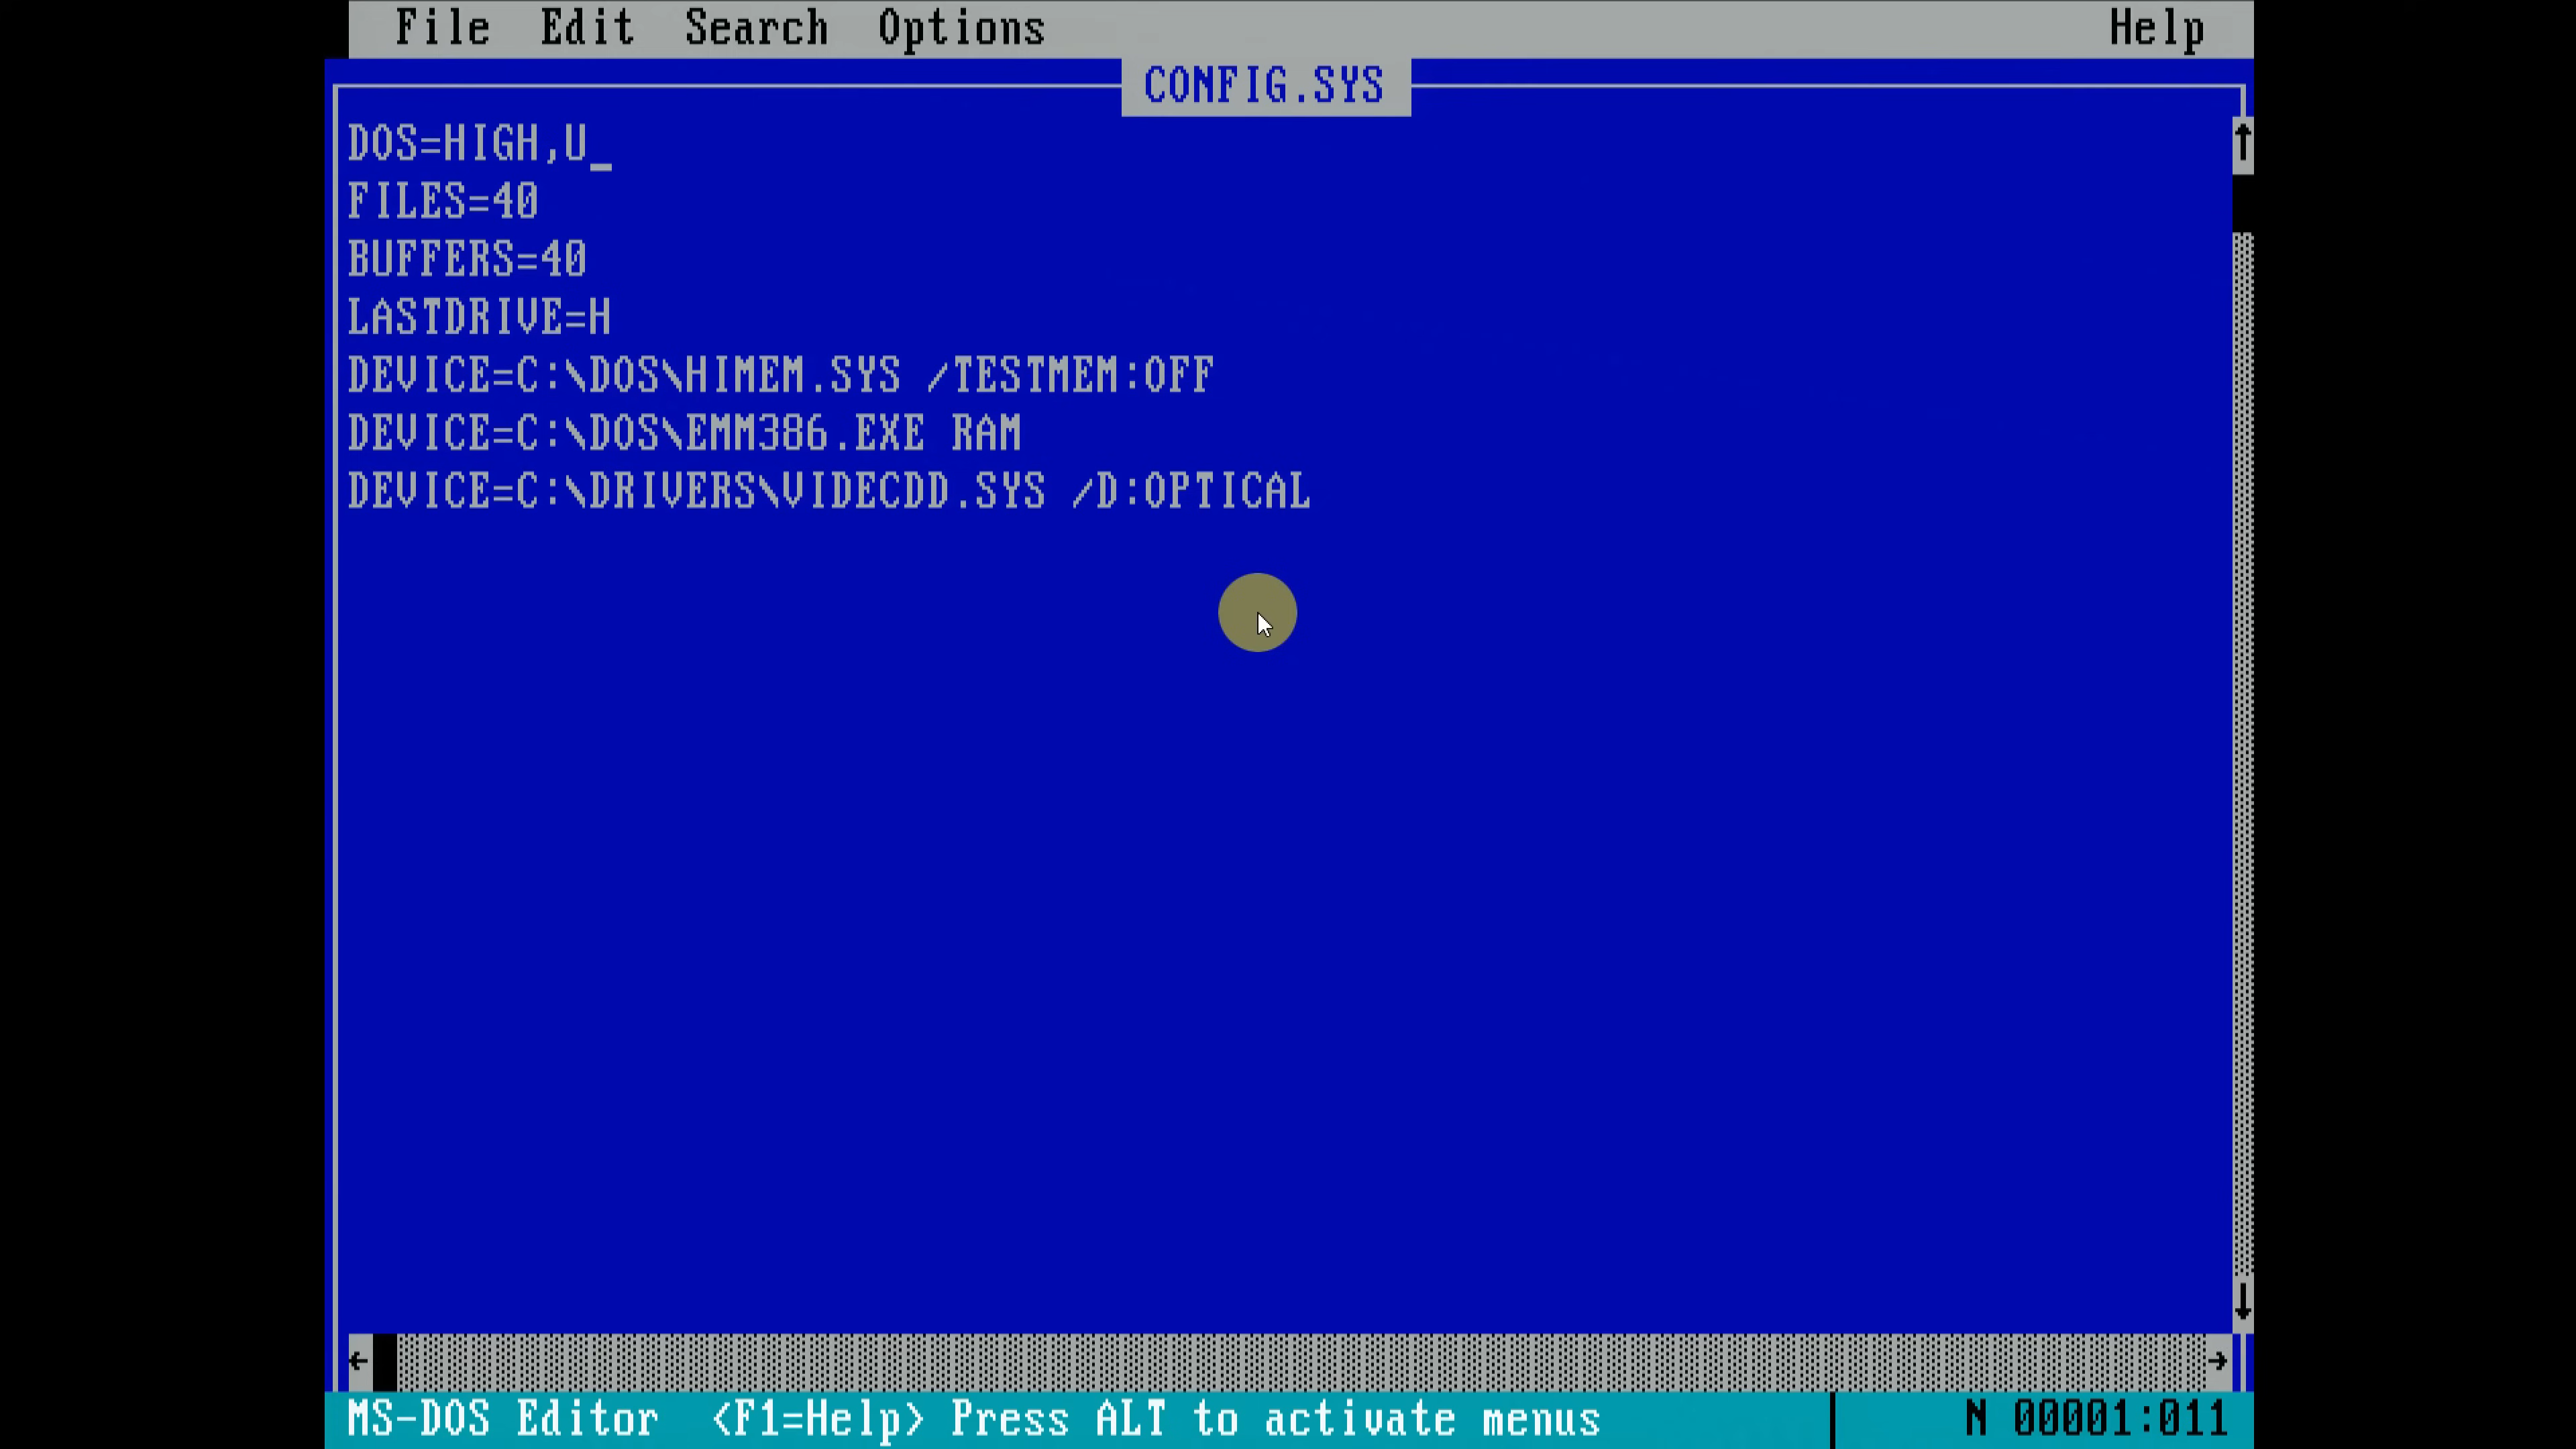 File Edit Search Options Help
CONFIG.SYS
DOS=HIGH,U_
FILES=40
BUFFERS=40
LASTDRIVE=H
DEVICE=C:\DOS\HIMEM.SYS /TESTMEM:OFF
DEVICE=C:\DOS\EMM386.EXE RAM
DEVICE=C:\DRIVERS\VIDECDD.SYS /D:OPTICAL
MS-DOS Editor <F1=Help> Press ALT to activate menus N 00001:011